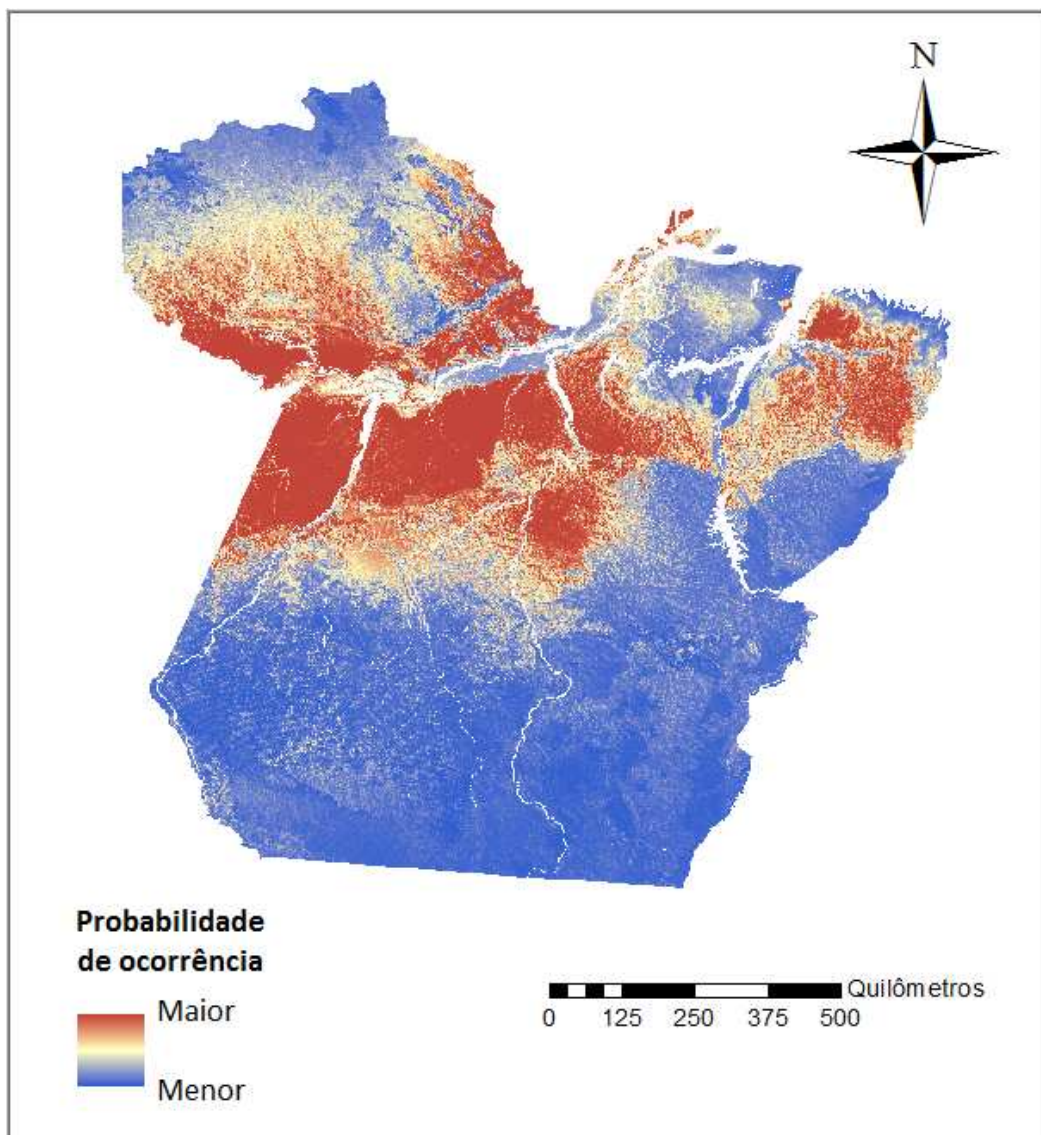 N
Probabilidade
de ocorrência
Maior
Menor
Quilômetros
0 125 250 375 500